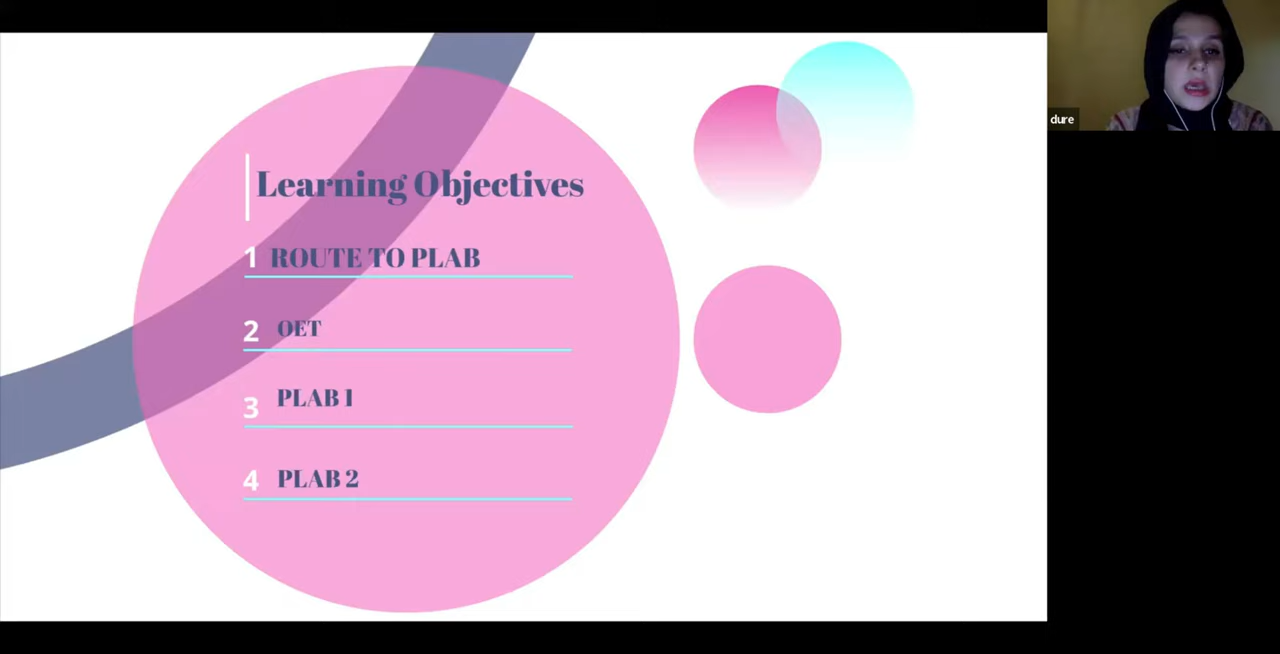 Learning Objectives
1 ROUTE TO PLAB
2 OET
3 PLAB 1
4 PLAB 2
dure